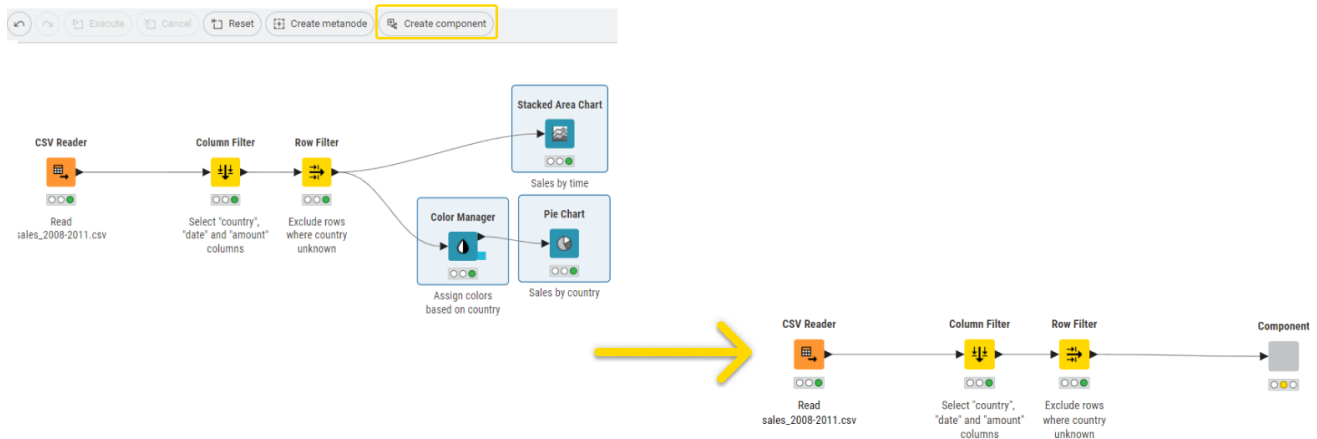 Execute
Cancel
Reset
Create metanode
Create component
Stacked Area Chart
CSV Reader
Column Filter
Row Filter
Sales by time
Read
sales_2008-2011.csv
Select "country",
"date" and "amount"
columns
Exclude rows
where country
unknown
Color Manager
Pie Chart
Assign colors
based on country
Sales by country
CSV Reader
Column Filter
Row Filter
Component
Read
sales_2008-2011.csv
Select "country",
"date" and "amount"
columns
Exclude rows
where country
unknown